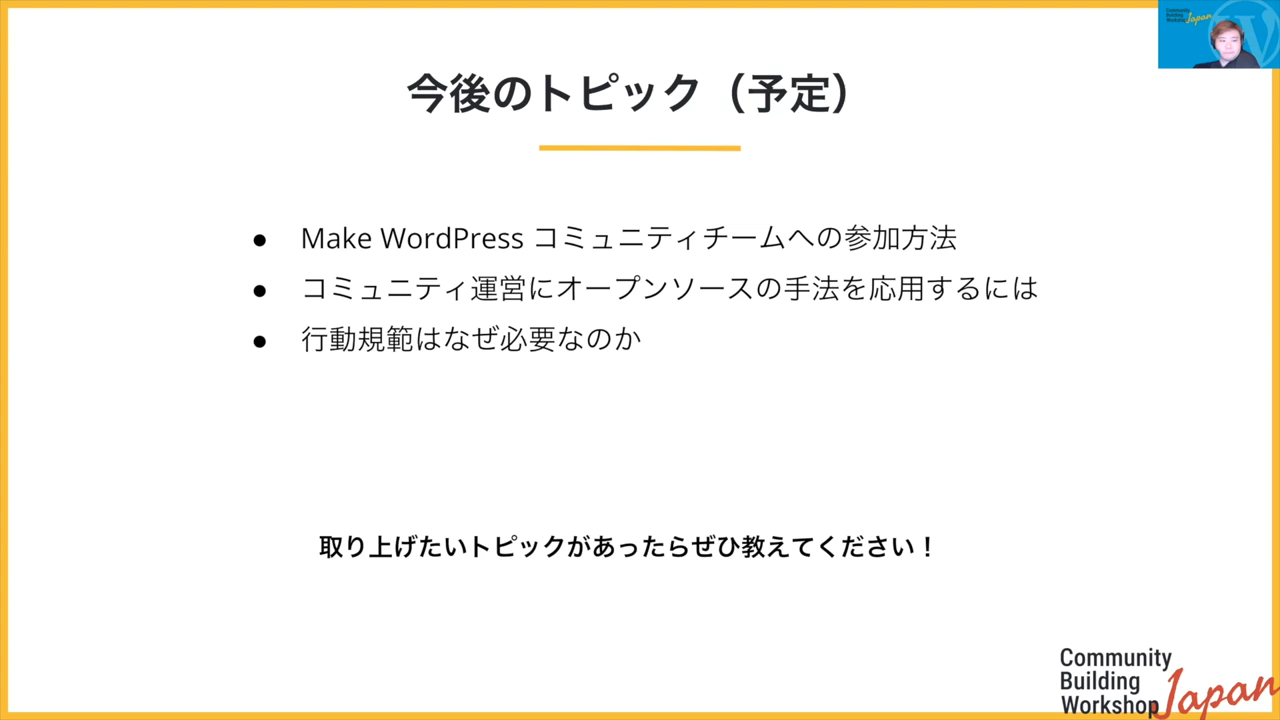 今後のトピック（予定）
● Make WordPress コミュニティチームへの参加方法
● コミュニティ運営にオープンソースの手法を応用するには
● 行動規範はなぜ必要なのか
取り上げたいトピックがあったらぜひ教えてください！
Community
Building
Workshop Japan
Community
Building
Workshop Japan